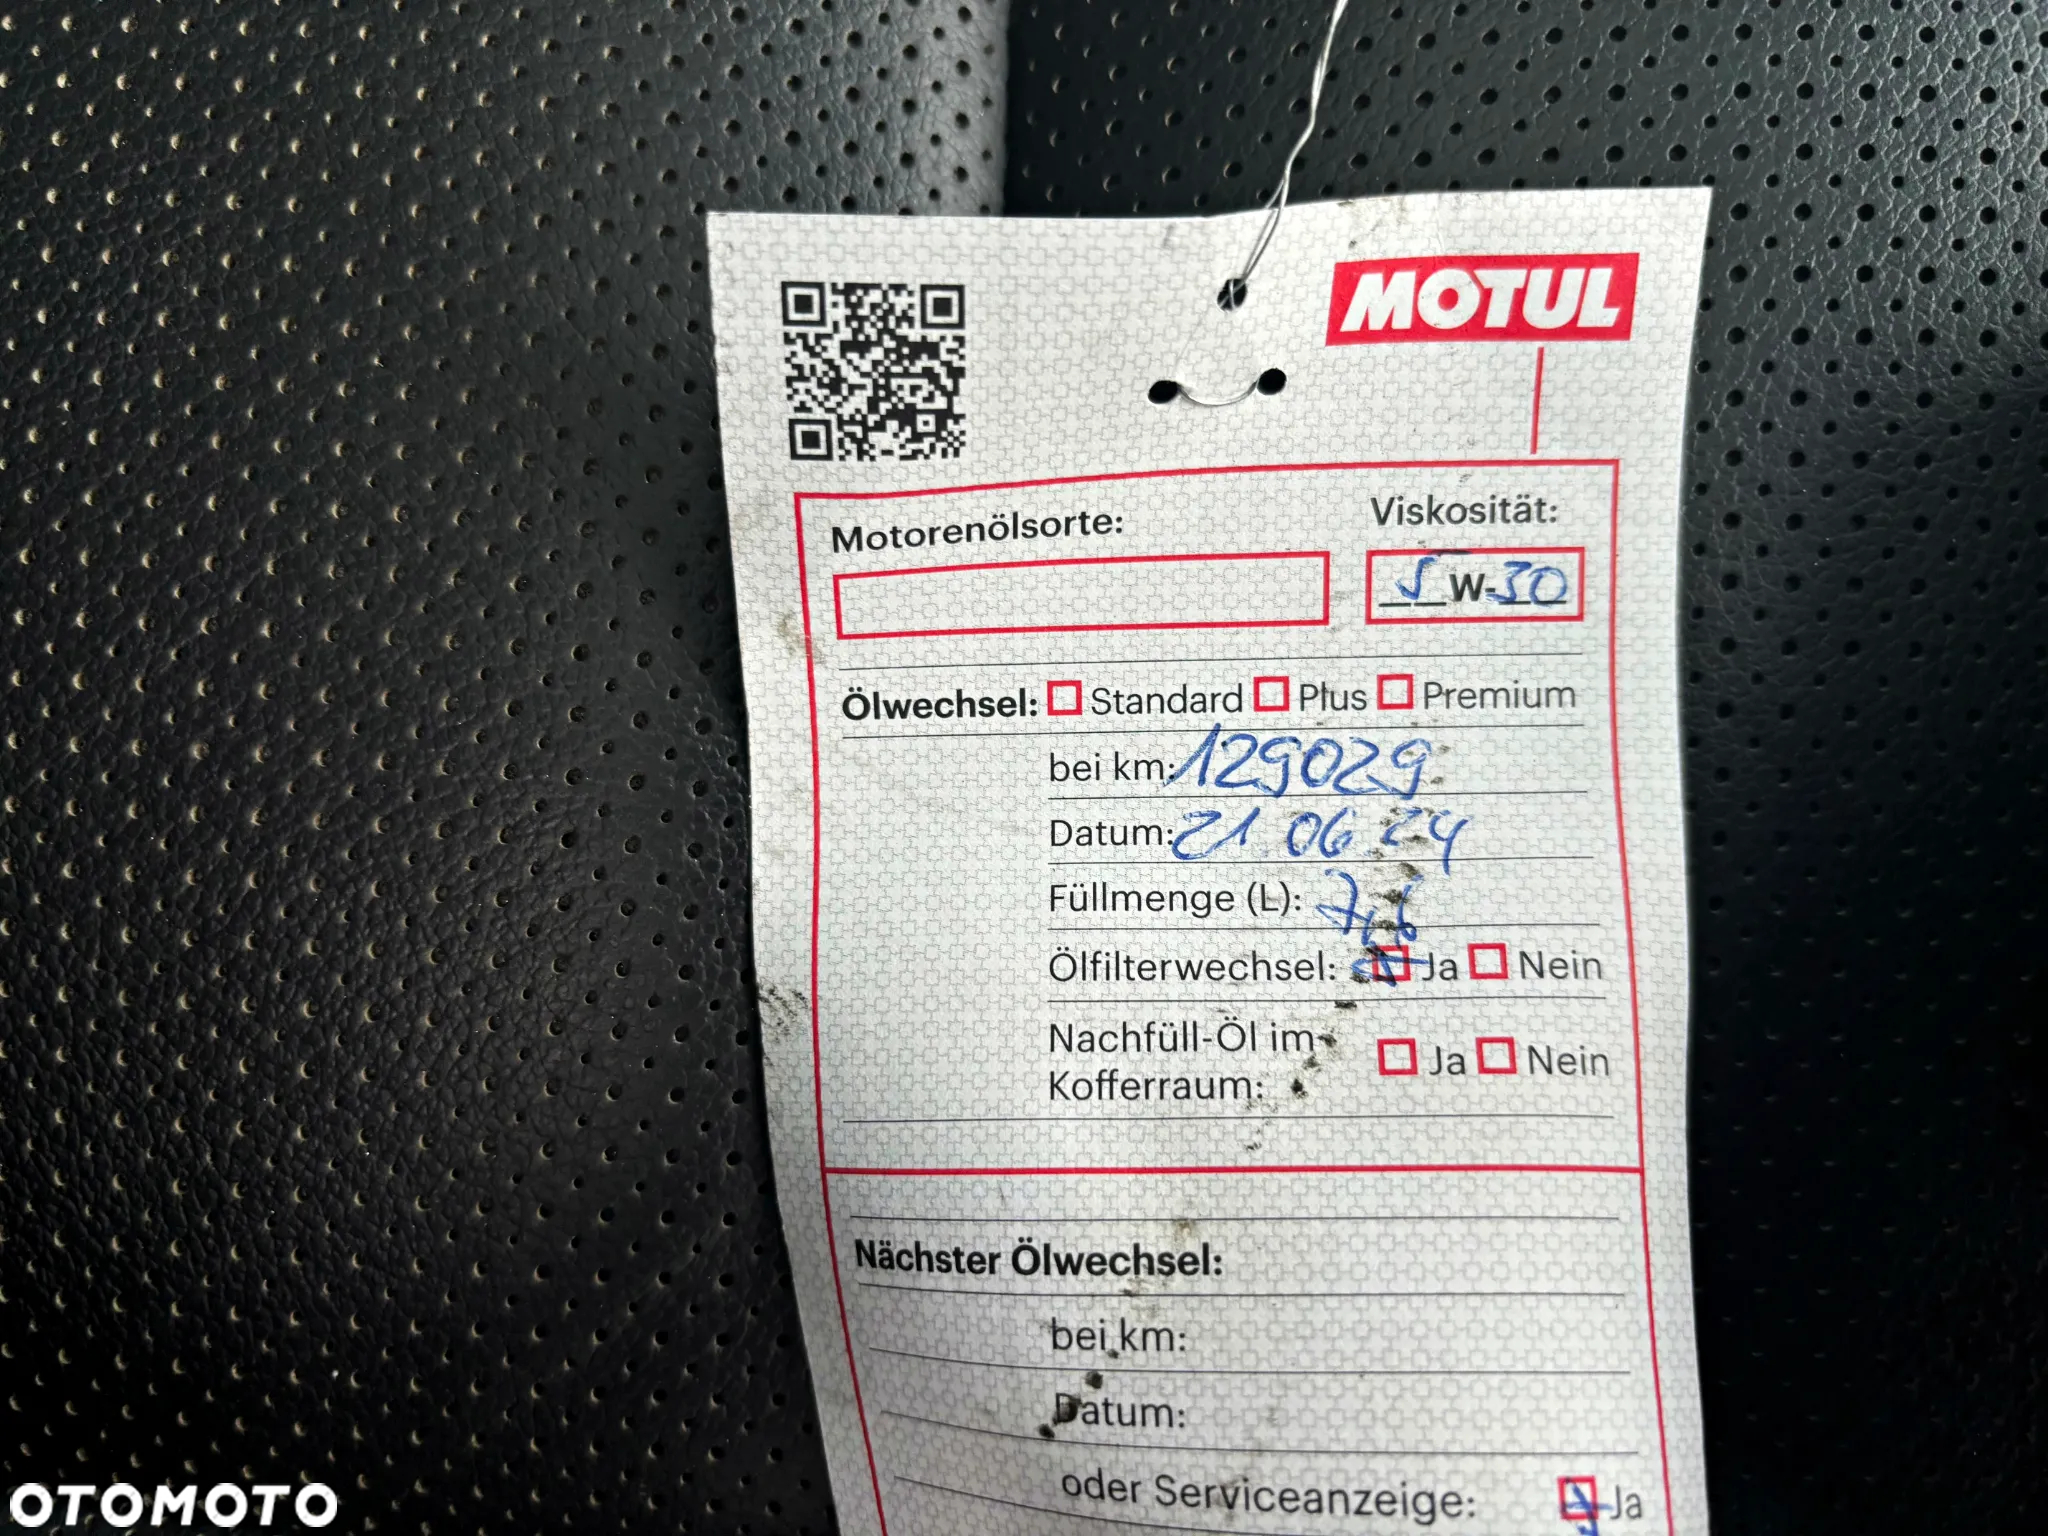 MOTUL
Motorenölsorte:
Viskosität:
5 W-30
Ölwechsel: Standard Plus Premium
bei km: 129029
Datum: 21.06.24
Füllmenge (L):
Ölfilterwechsel: Ja Nein
Nachfüll-Öl im
Kofferraum: Ja Nein
Nächster Ölwechsel:
bei km:
Datum:
oder Serviceanzeige: Ja
OTOMOTO